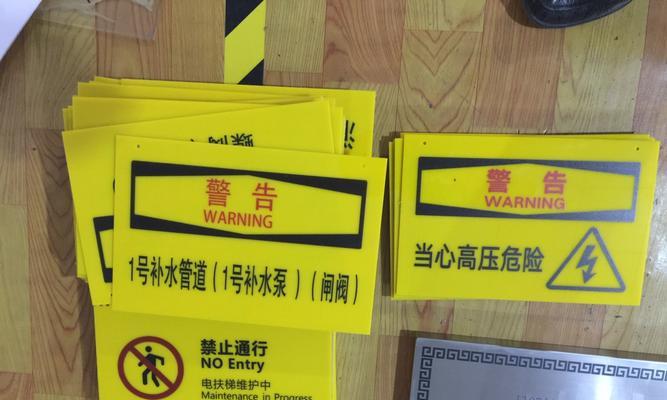 警告
WARNING
1号补水管道（1号补水泵）（闸阀）
警告
WARNING
当心高压危险
禁止通行
NO Entry
电扶梯维护中
Maintenance in Progress